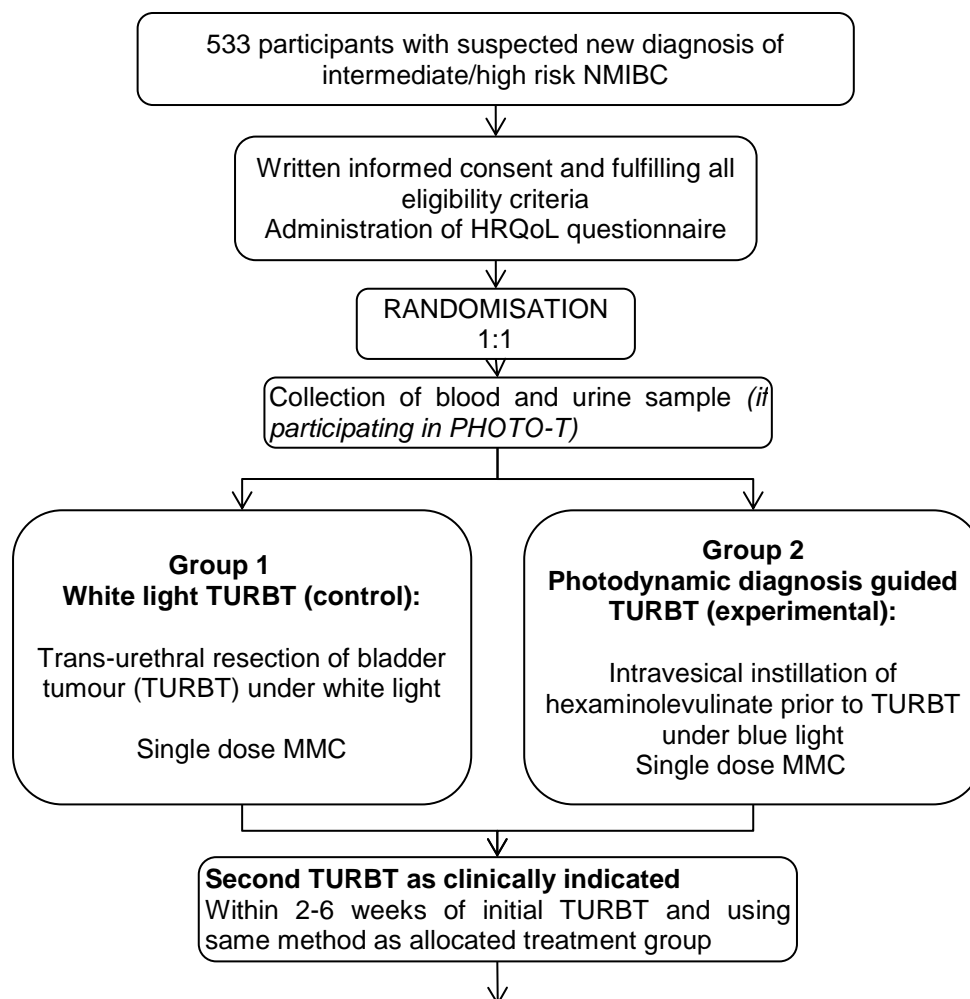 533 participants with suspected new diagnosis of
intermediate/high risk NMIBC
Written informed consent and fulfilling all
eligibility criteria
Administration of HRQoL questionnaire
RANDOMISATION
1:1
Collection of blood and urine sample (if
participating in PHOTO-T)
Group 1
White light TURBT (control):
Trans-urethral resection of bladder
tumour (TURBT) under white light
Single dose MMC
Group 2
Photodynamic diagnosis guided
TURBT (experimental):
Intravesical instillation of
hexaminolevulinate prior to TURBT
under blue light
Single dose MMC
Second TURBT as clinically indicated
Within 2-6 weeks of initial TURBT and using
same method as allocated treatment group